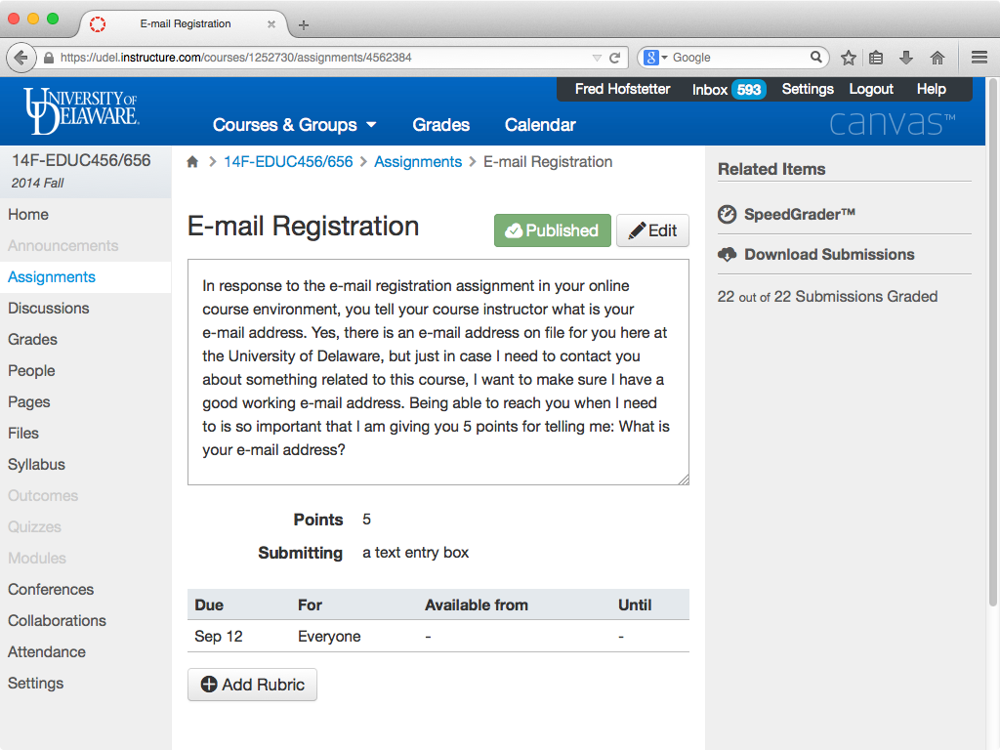 E-mail Registration
https://udel.instructure.com/courses/1252730/assignments/4562384
Google
Fred Hofstetter Inbox 593 Settings Logout Help
UNIVERSITY OF DELAWARE
Courses & Groups Grades Calendar
canvas™
14F-EDUC456/656
2014 Fall
Home
Announcements
Assignments
Discussions
Grades
People
Pages
Files
Syllabus
Outcomes
Quizzes
Modules
Conferences
Collaborations
Attendance
Settings
14F-EDUC456/656 > Assignments > E-mail Registration
E-mail Registration
Published Edit
In response to the e-mail registration assignment in your online
course environment, you tell your course instructor what is your
e-mail address. Yes, there is an e-mail address on file for you here at
the University of Delaware, but just in case I need to contact you
about something related to this course, I want to make sure I have a
good working e-mail address. Being able to reach you when I need
to is so important that I am giving you 5 points for telling me: What is
your e-mail address?
Points 5
Submitting a text entry box
Due For Available from Until
Sep 12 Everyone - -
Add Rubric
Related Items
SpeedGrader™
Download Submissions
22 out of 22 Submissions Graded